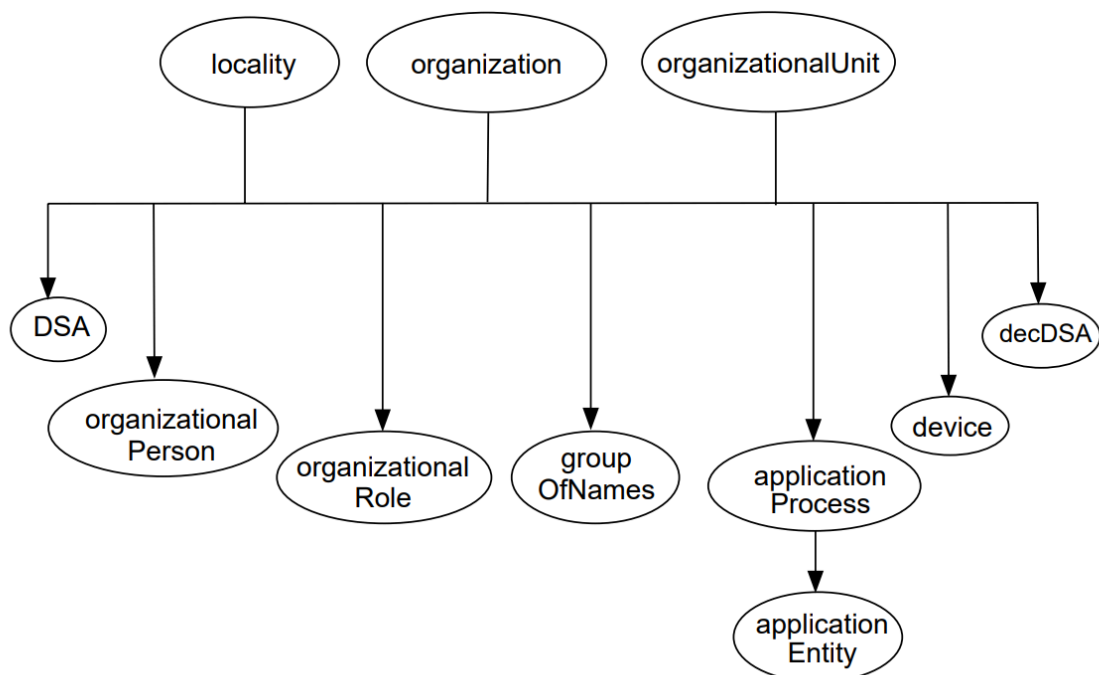 locality
organization
organizationalUnit
DSA
decDSA
organizational
Person
device
organizational
Role
group
OfNames
application
Process
application
Entity